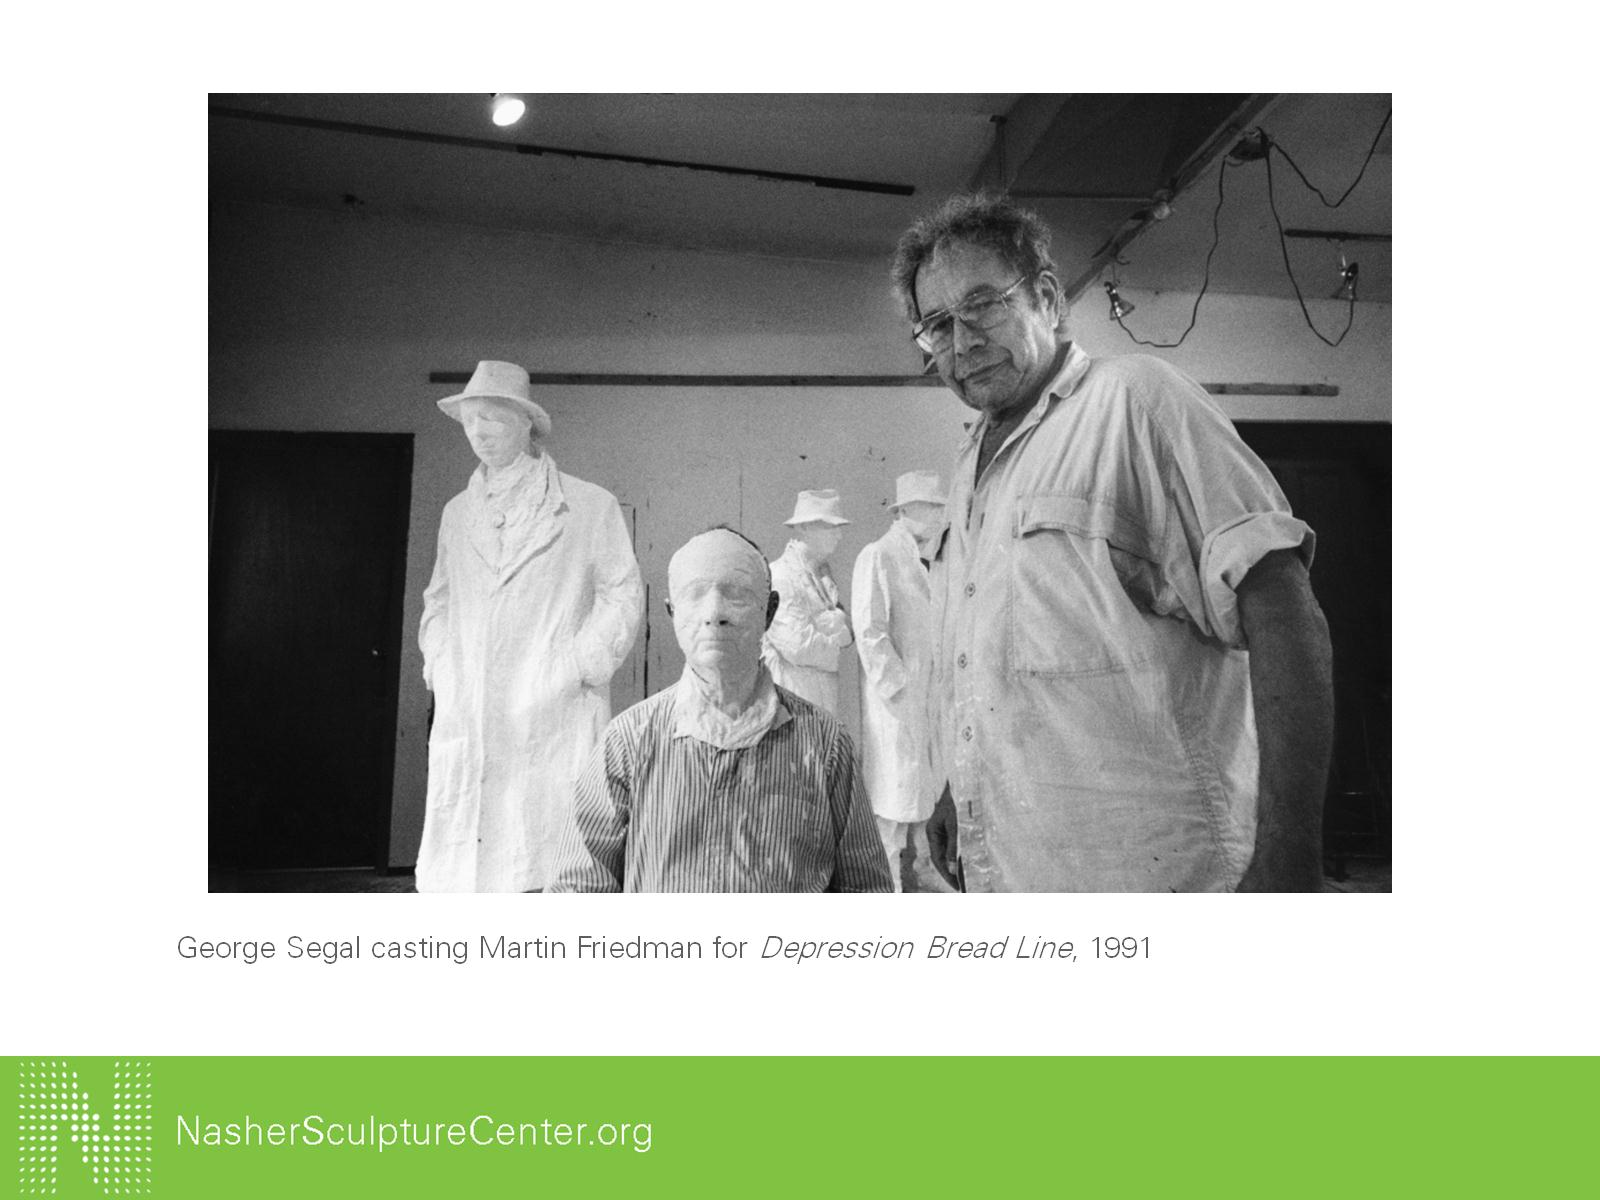 George Segal casting Martin Friedman for Depression Bread Line, 1991
NasherSculptureCenter.org